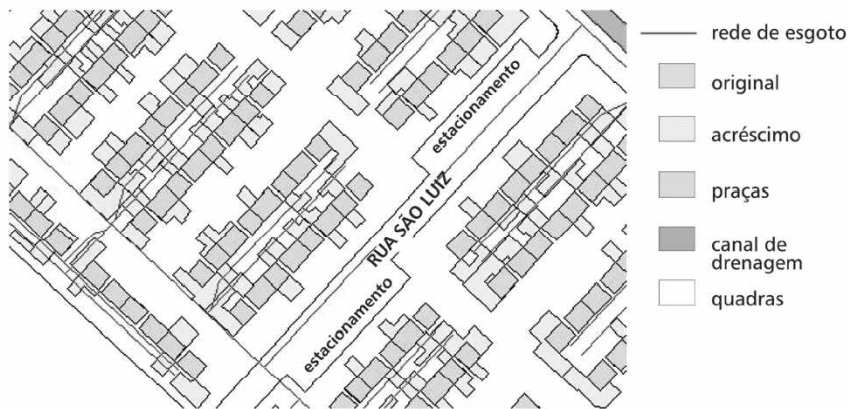 estacionamento
RUA SÃO LUIZ
estacionamento
rede de esgoto
original
acréscimo
praças
canal de
drenagem
quadras